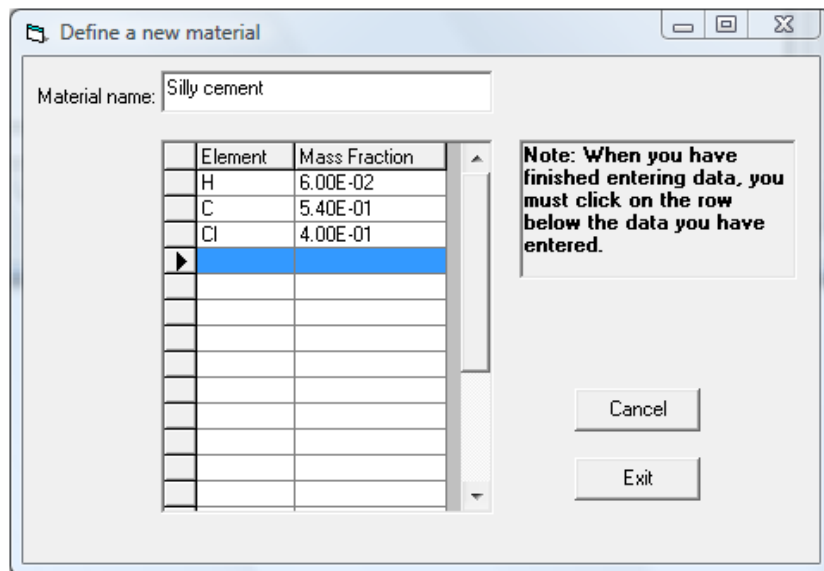 Define a new material
Material name: Silly cement
Element Mass Fraction
H 6.00E-02
C 5.40E-01
Cl 4.00E-01
Note: When you have
finished entering data, you
must click on the row
below the data you have
entered.
Cancel
Exit